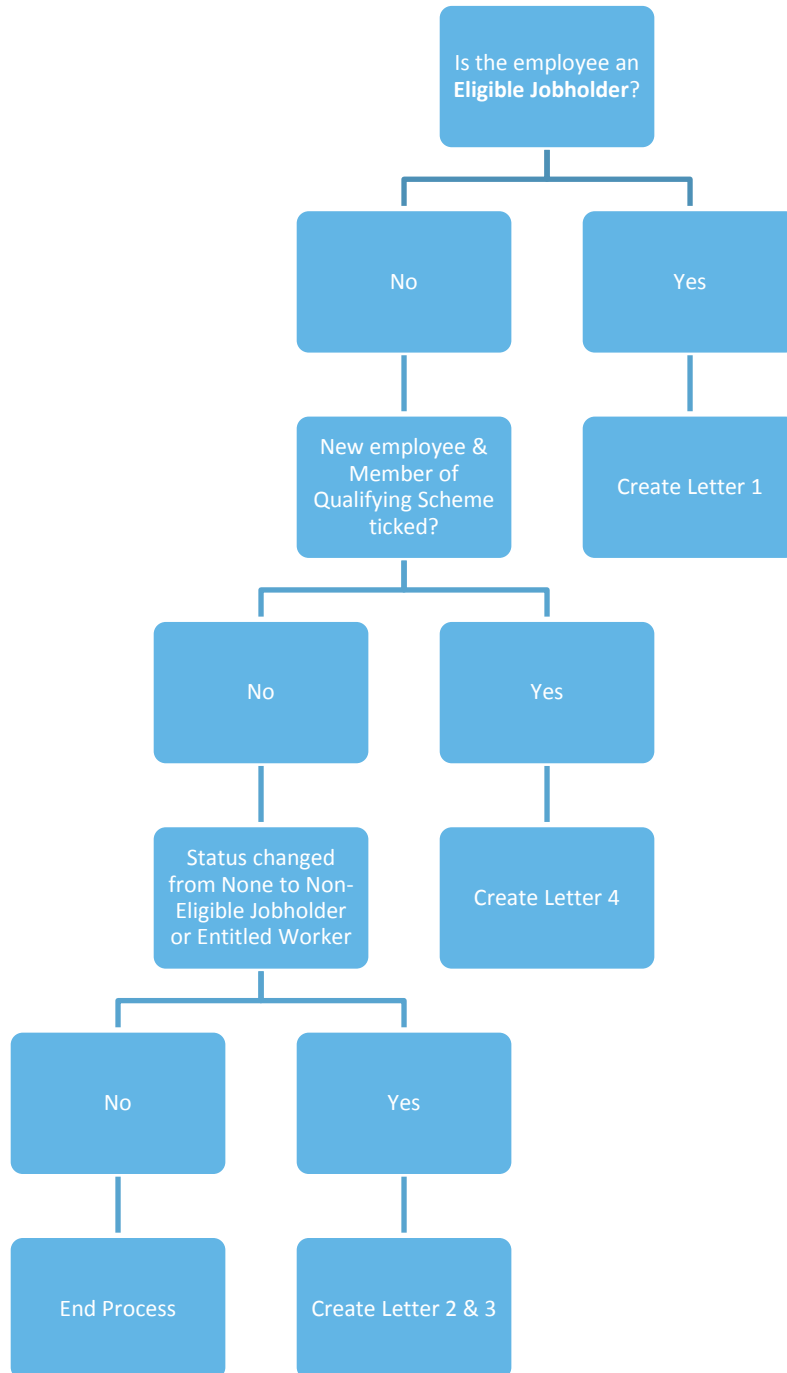 Is the employee an
Eligible Jobholder?
No
Yes
New employee &
Member of
Qualifying Scheme
ticked?
Create Letter 1
No
Yes
Status changed
from None to Non-
Eligible Jobholder
or Entitled Worker
Create Letter 4
No
Yes
End Process
Create Letter 2 & 3